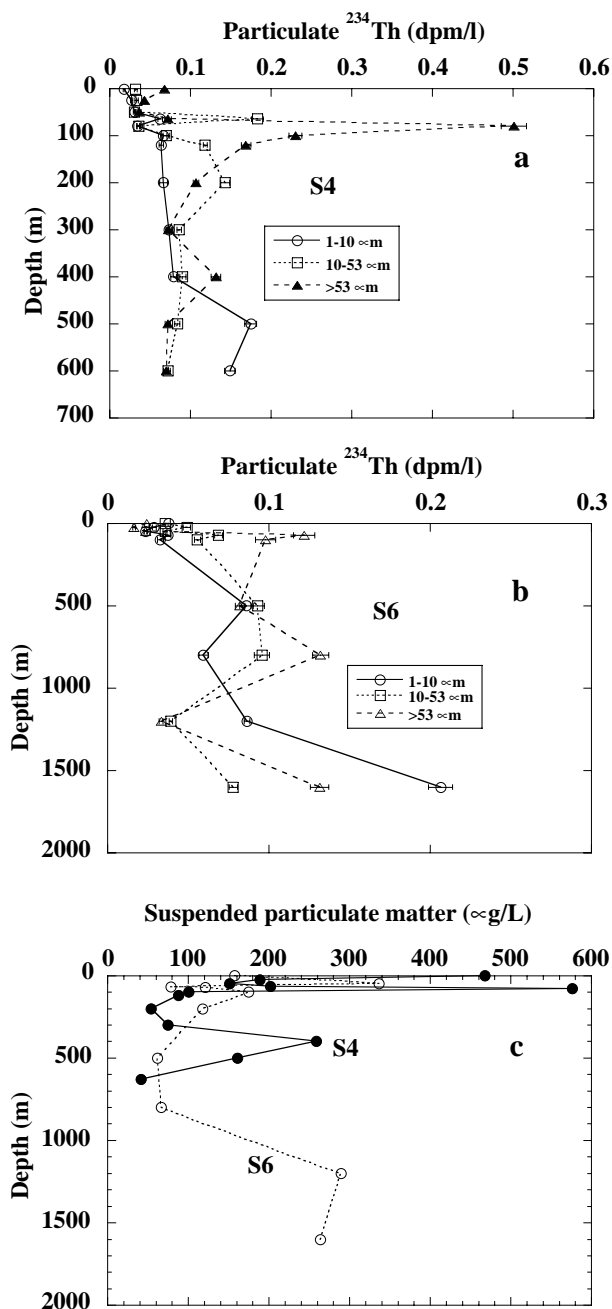 Particulate ²³⁴Th (dpm/l)
0 0.1 0.2 0.3 0.4 0.5 0.6
0
100
200
300
400
500
600
700
Depth (m)
a
S4
1-10 ∝m
10-53 ∝m
>53 ∝m
Particulate ²³⁴Th (dpm/l)
0 0.1 0.2 0.3
0
500
1000
1500
2000
Depth (m)
b
S6
1-10 ∝m
10-53 ∝m
>53 ∝m
Suspended particulate matter (∝g/L)
0 100 200 300 400 500 600
0
500
1000
1500
2000
Depth (m)
S4
c
S6